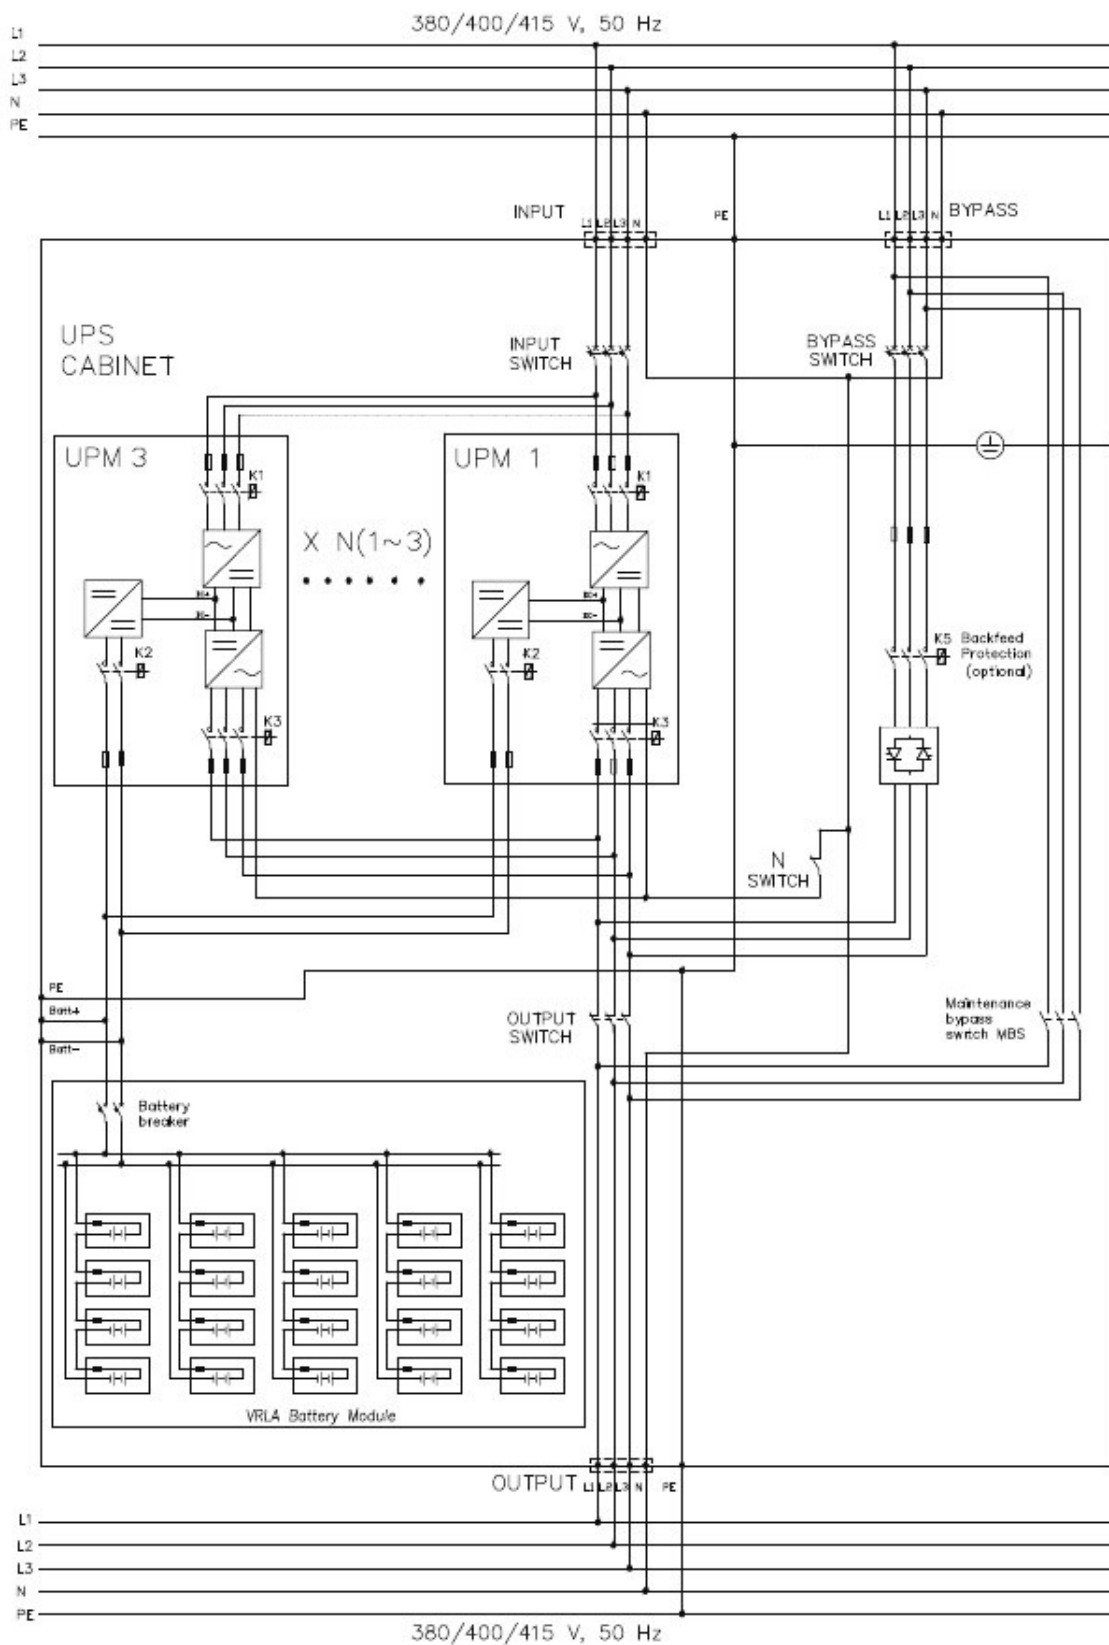 380/400/415 V, 50 Hz
L1
L2
L3
N
PE
INPUT
L1 L2 L3 N
PE
L1 L2 L3 N
BYPASS
UPS
CABINET
INPUT
SWITCH
BYPASS
SWITCH
UPM 3
UPM 1
K1
K1
X N(1~3)
K2
K2
K3
K3
K5 Backfeed
Protection
(optional)
N
SWITCH
PE
Batt+
Batt-
OUTPUT
SWITCH
Maintenance
bypass
switch MBS
Battery
breaker
VRLA Battery Module
OUTPUT
L1 L2 L3 N
PE
L1
L2
L3
N
PE
380/400/415 V, 50 Hz